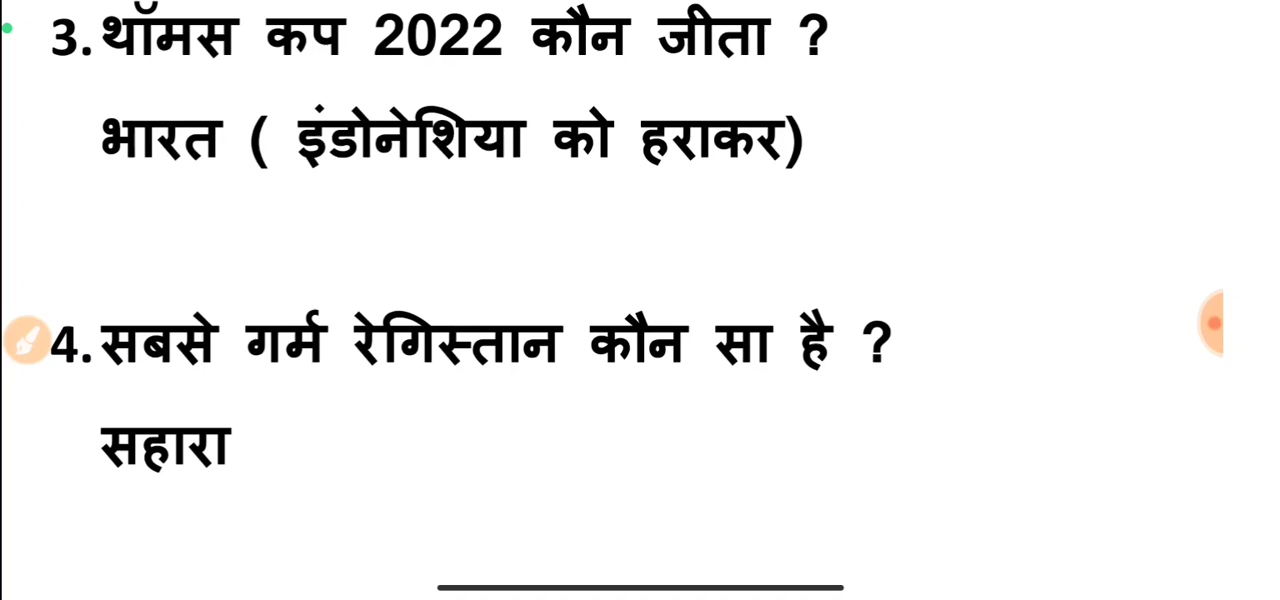 3. थॉमस कप 2022 कौन जीता ?
भारत ( इंडोनेशिया को हराकर)
4. सबसे गर्म रेगिस्तान कौन सा है ?
सहारा